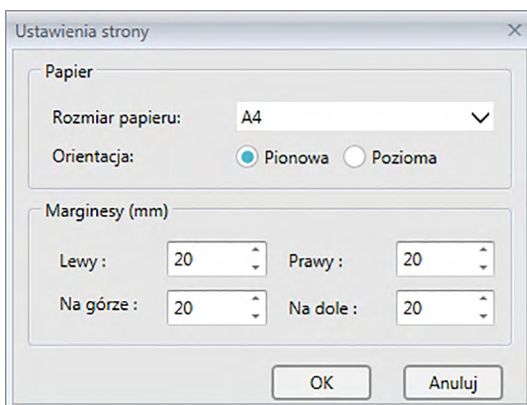 Ustawienia strony
Papier
Rozmiar papieru: A4
Orientacja: Pionowa Pozioma
Marginesy (mm)
Lewy : 20 Prawy : 20
Na górze : 20 Na dole : 20
OK Anuluj